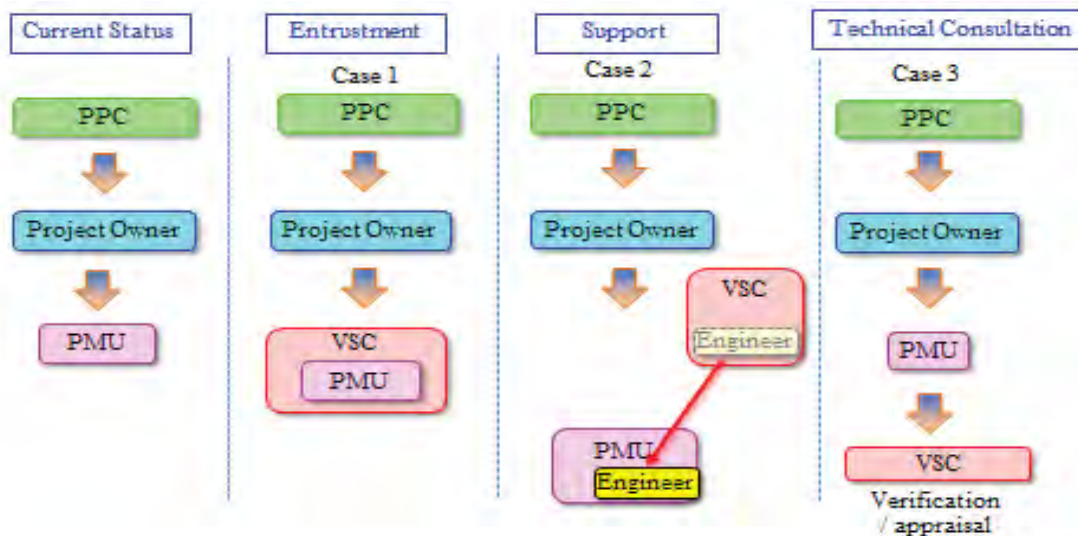 Current Status
PPC
Project Owner
PMU
Entrustment
Case 1
PPC
Project Owner
VSC
PMU
Support
Case 2
PPC
Project Owner
VSC
Engineer
PMU
Engineer
Technical Consultation
Case 3
PPC
Project Owner
PMU
VSC
Verification
/ appraisal